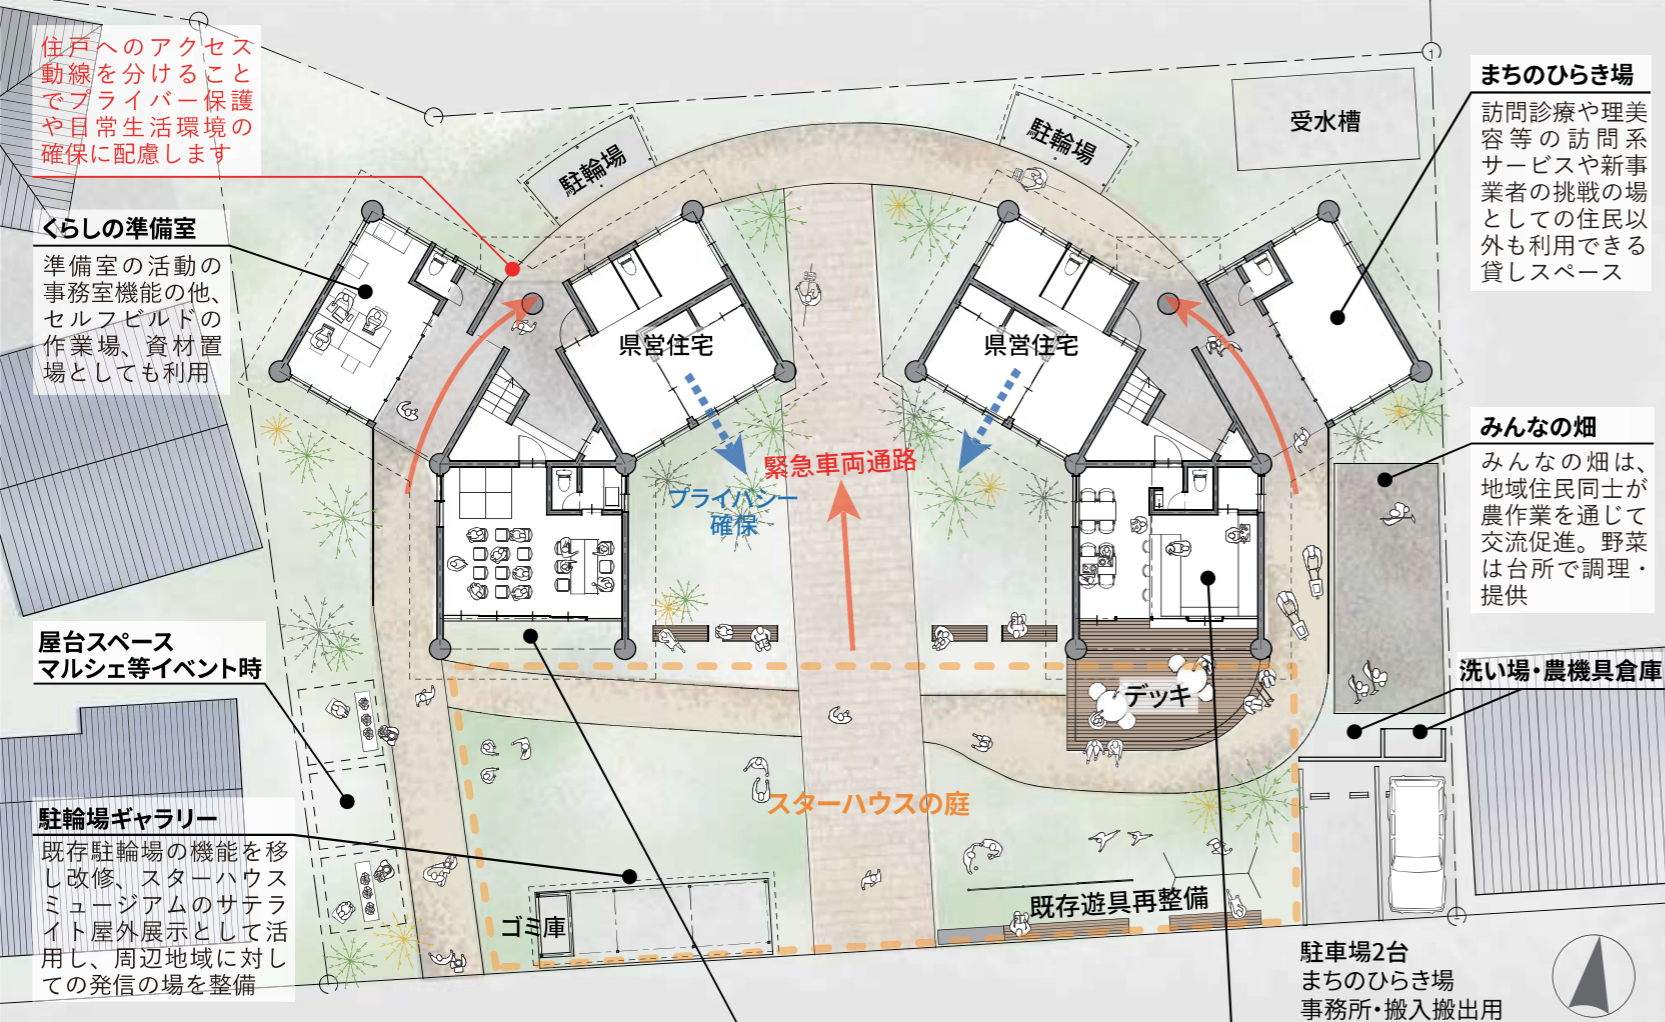 住戸へのアクセス
動線を分けること
でプライバー保護
や日常生活環境の
確保に配慮します
くらしの準備室
準備室の活動の
事務室機能の他、
セルフビルドの
作業場、資材置
場としても利用
屋台スペース
マルシェ等イベント時
駐輪場ギャラリー
既存駐輪場の機能を移
し改修、スターハウス
ミュージアムのサテラ
イト屋外展示として活
用し、周辺地域に対し
ての発信の場を整備
駐輪場
駐輪場
受水槽
県営住宅
県営住宅
緊急車両通路
プライバシー
確保
デッキ
スターハウスの庭
ゴミ庫
既存遊具再整備
まちのひらき場
訪問診療や理美
容等の訪問系
サービスや新事
業者の挑戦の場
としての住民以
外も利用できる
貸しスペース
みんなの畑
みんなの畑は、
地域住民同士が
農作業を通じて
交流促進。野菜
は台所で調理・
提供
洗い場・農機具倉庫
駐車場2台
まちのひらき場
事務所・搬入搬出用